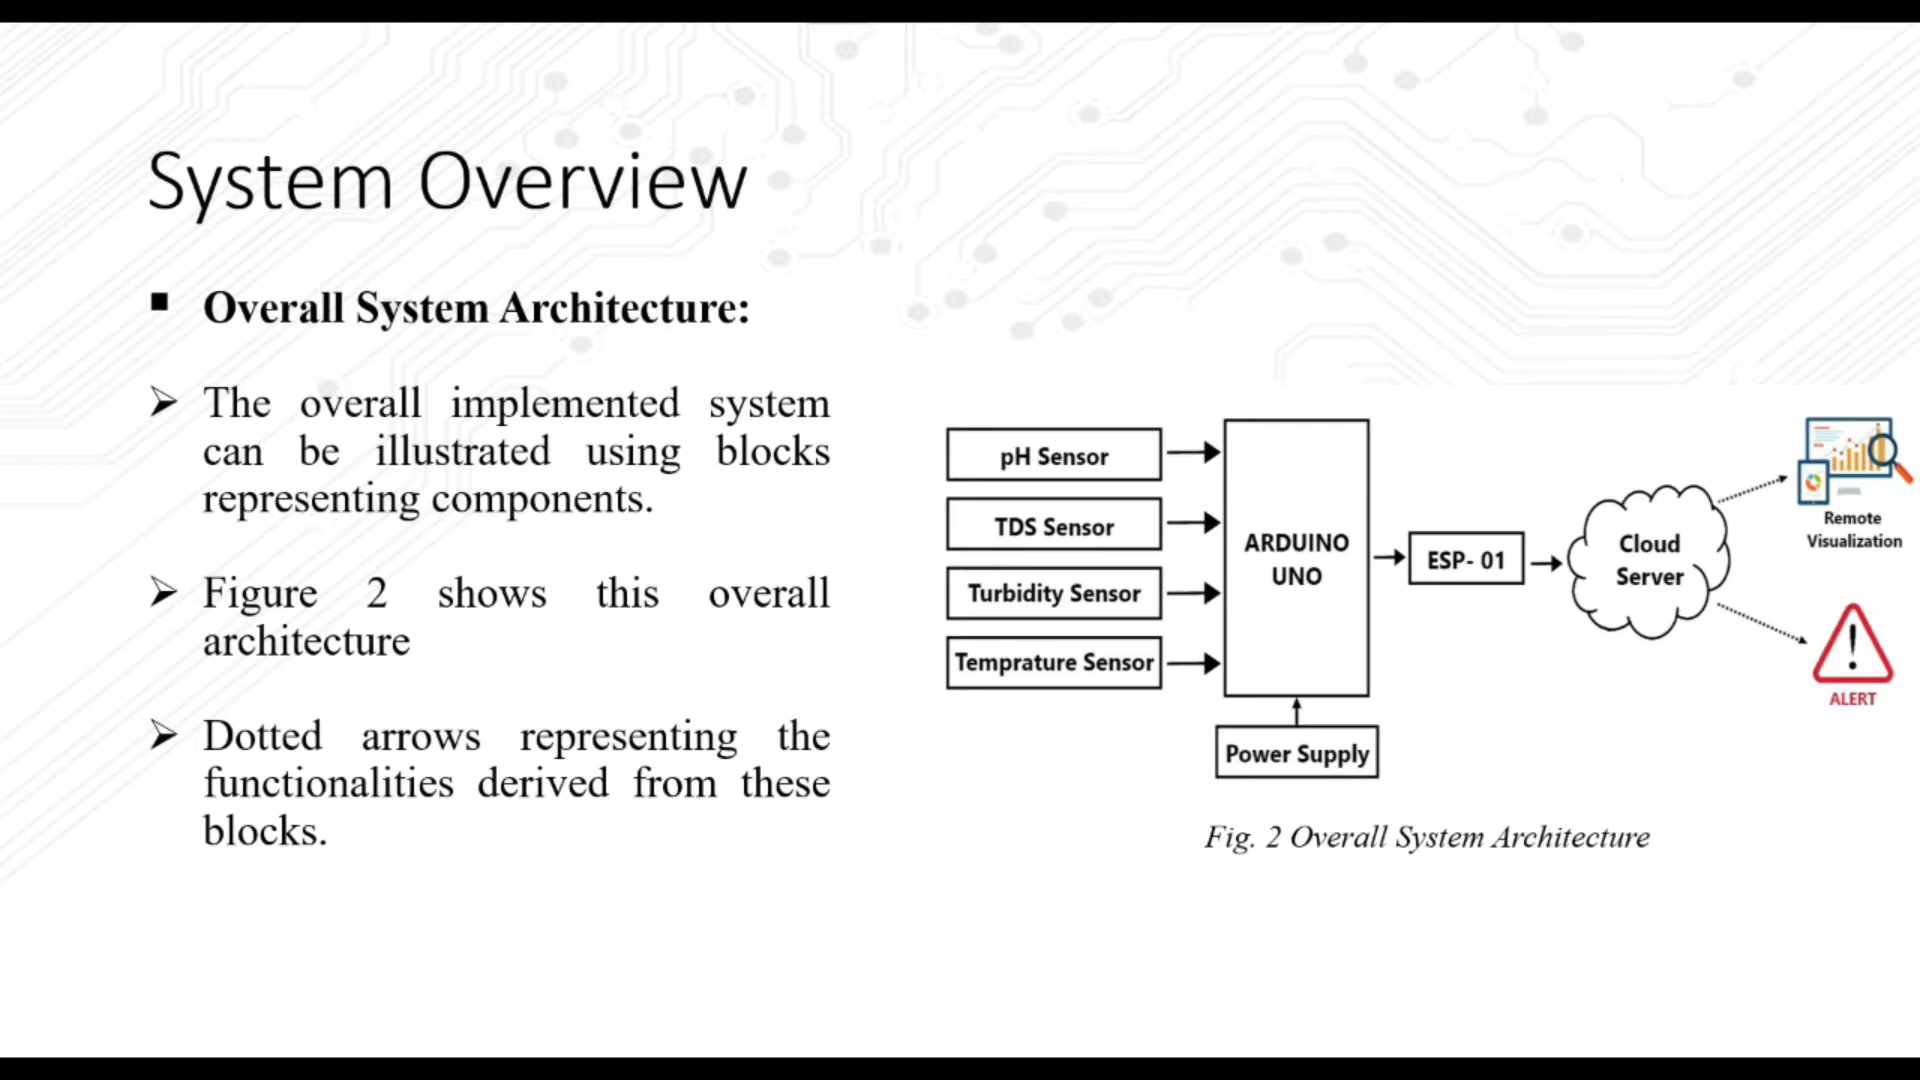 System Overview
▪ Overall System Architecture:
➢ The overall implemented system
can be illustrated using blocks
representing components.
➢ Figure 2 shows this overall
architecture
➢ Dotted arrows representing the
functionalities derived from these
blocks.
pH Sensor
TDS Sensor
Turbidity Sensor
Temprature Sensor
ARDUINO
UNO
Power Supply
ESP- 01
Cloud
Server
Remote
Visualization
ALERT
Fig. 2 Overall System Architecture